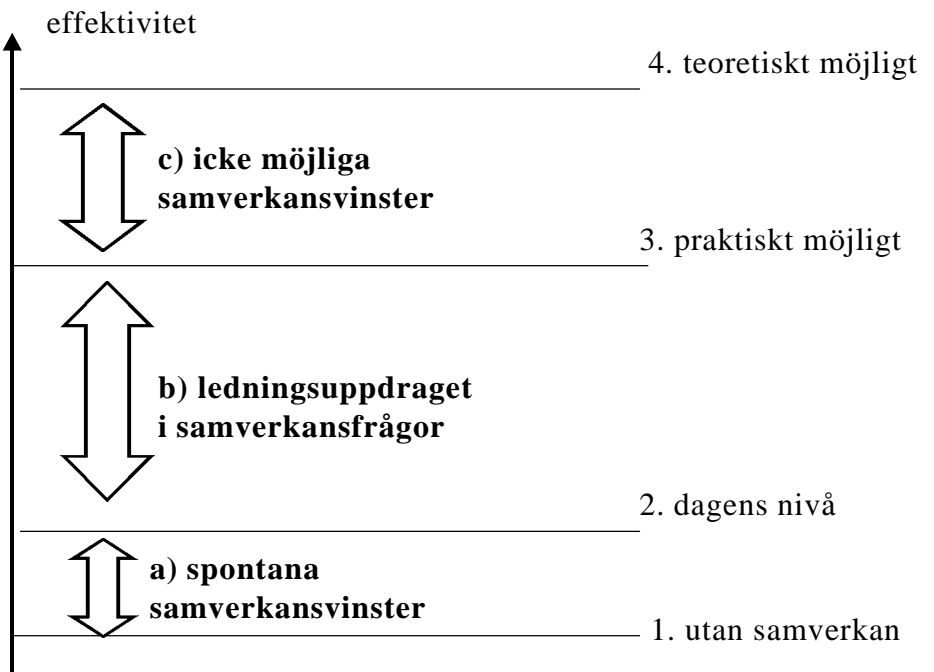 effektivitet
4. teoretiskt möjligt
c) icke möjliga
samverkansvinster
3. praktiskt möjligt
b) ledningsuppdraget
i samverkansfrågor
2. dagens nivå
a) spontana
samverkansvinster
1. utan samverkan